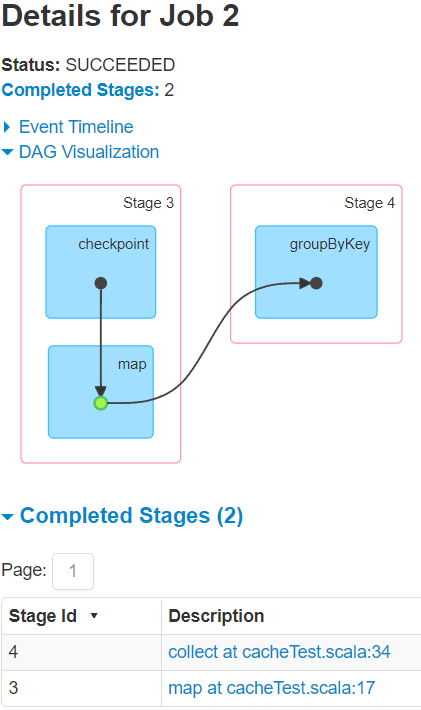 Details for Job 2
Status: SUCCEEDED
Completed Stages: 2
Event Timeline
DAG Visualization
Stage 3
Stage 4
checkpoint
groupByKey
map
Completed Stages (2)
Page: 1
Stage Id Description
4 collect at cacheTest.scala:34
3 map at cacheTest.scala:17